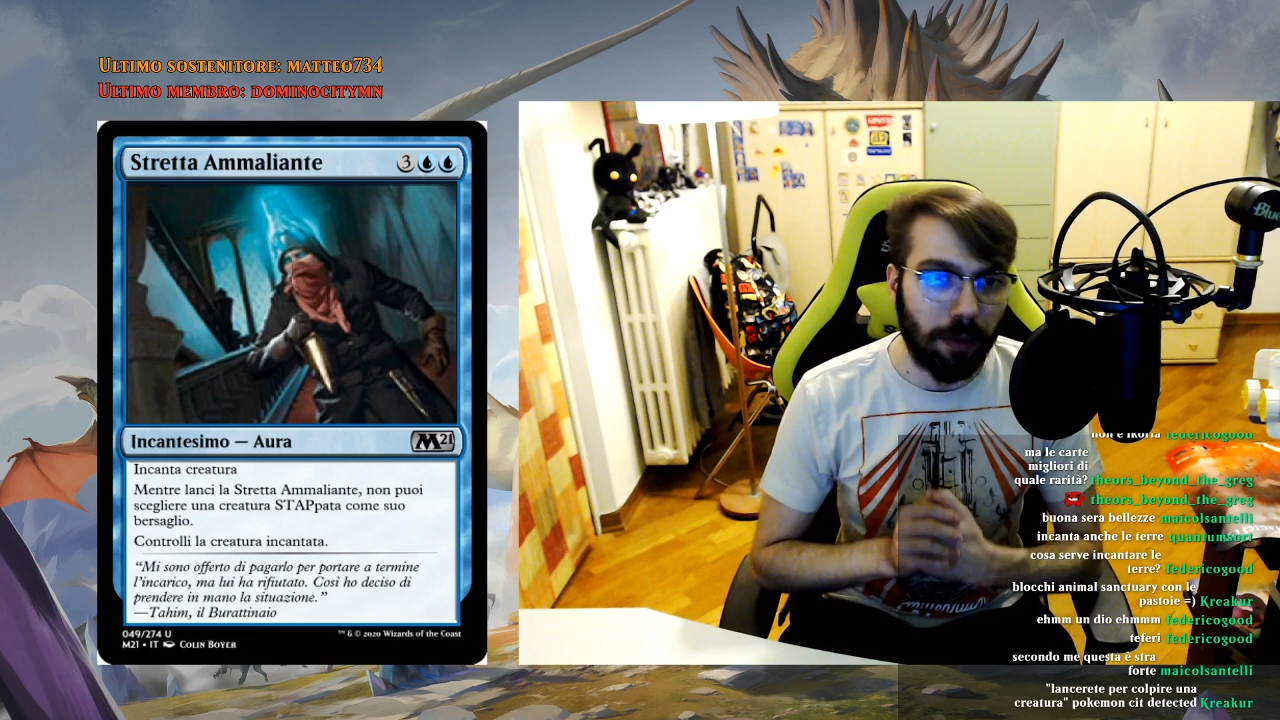 Ultimo sostenitore: matteo734
Ultimo membro: dominocitymn
Stretta Ammaliante
3
Incantesimo — Aura
M21
Incanta creatura
Mentre lanci la Stretta Ammaliante, non puoi
scegliere una creatura STAPpata come suo
bersaglio.
Controlli la creatura incantata.
“Mi sono offerto di pagarlo per portare a termine
l’incarico, ma lui ha rifiutato. Così ho deciso di
prendere in mano la situazione.”
—Tahim, il Burattinaio
049/274 U
M21 • IT Colin Boyer
™ & © 2020 Wizards of the Coast
Blue
non è ikoria federicogood
ma le carte
migliori di
quale rarità? theors_beyond_the_greg
theors_beyond_the_greg
buona sera bellezze maicolsantelli
incanta anche le terre quantumsort
cosa serve incantare le
terre? federicogood
blocchi animal sanctuary con le
pastoie =) Kreakur
ehmm un dio ehmmm federicogood
teferi federicogood
secondo me questa è stra
forte maicolsantelli
"lancerete per colpire una
creatura" pokemon cit detected Kreakur